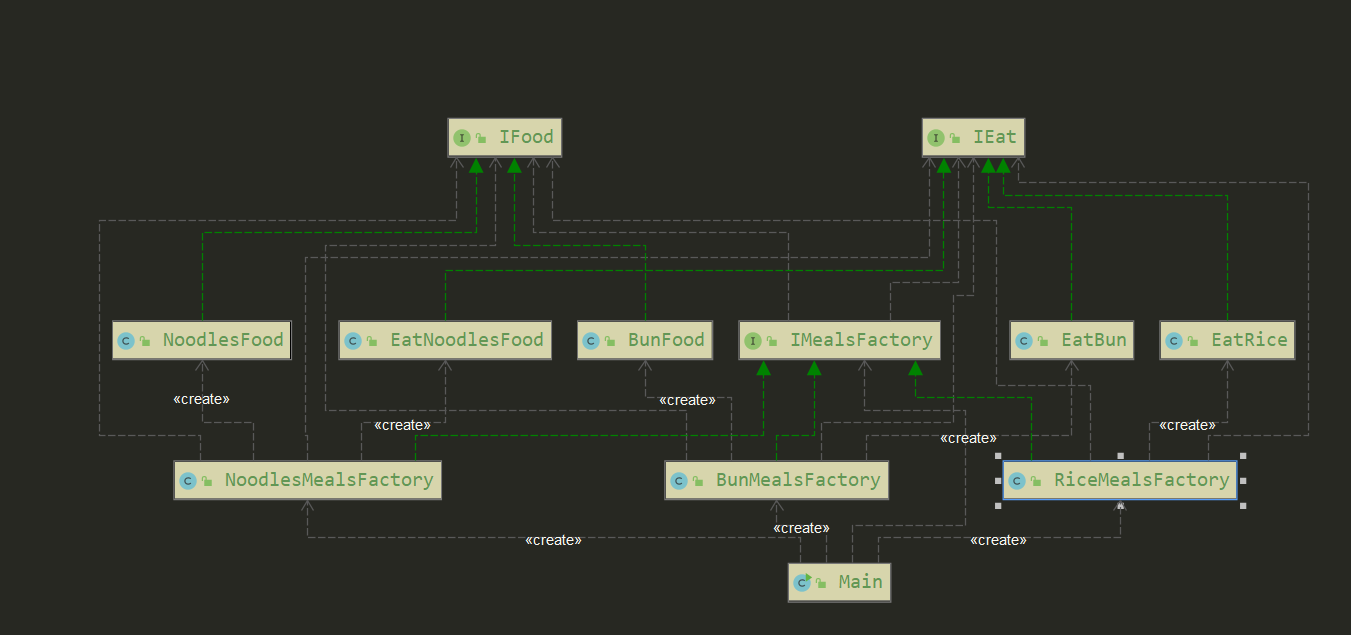 IFood
IEat
NoodlesFood
EatNoodlesFood
BunFood
IMealsFactory
EatBun
EatRice
«create»
«create»
«create»
«create»
«create»
NoodlesMealsFactory
BunMealsFactory
RiceMealsFactory
«create»
«create»
«create»
Main